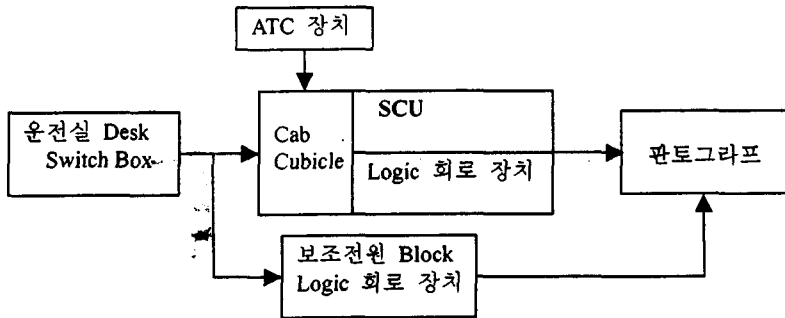 ATC 장치
운전실 Desk
Switch Box
Cab
Cubicle
SCU
Logic 회로 장치
판토그라프
보조전원 Block
Logic 회로 장치